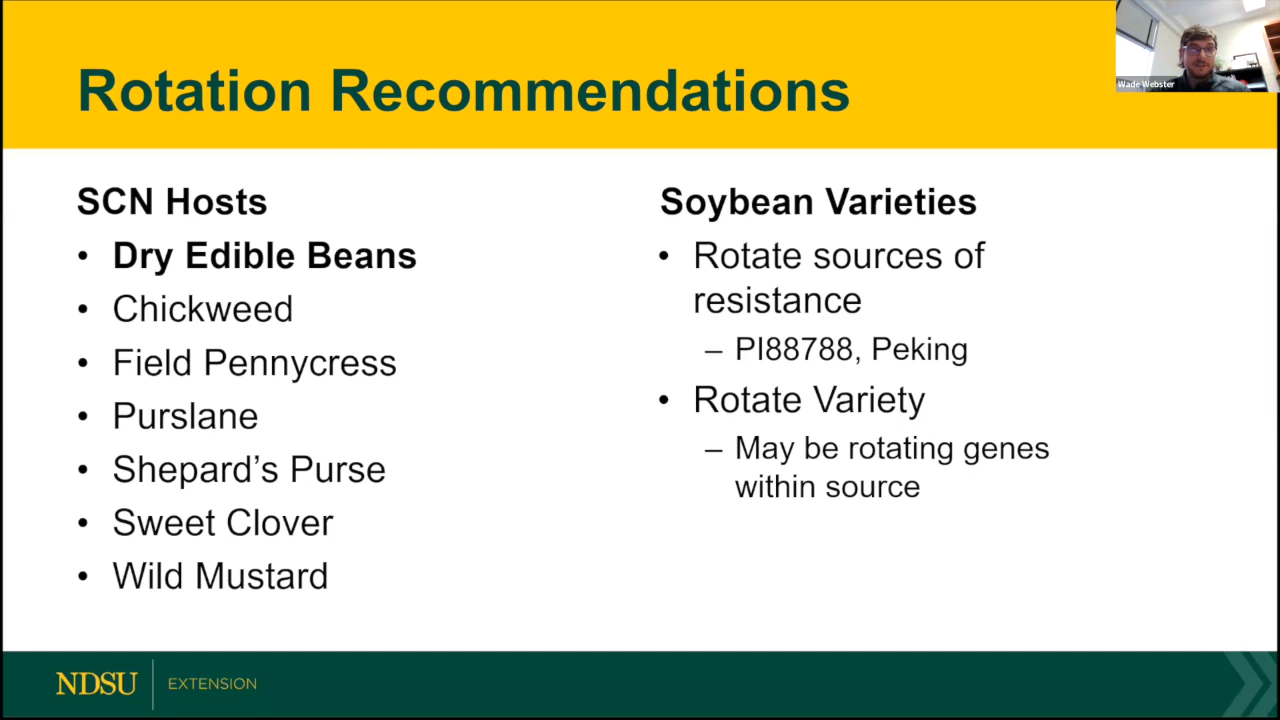 Rotation Recommendations
Wade Webster
SCN Hosts
• Dry Edible Beans
• Chickweed
• Field Pennycress
• Purslane
• Shepard’s Purse
• Sweet Clover
• Wild Mustard
Soybean Varieties
• Rotate sources of
resistance
– PI88788, Peking
• Rotate Variety
– May be rotating genes
within source
NDSU
EXTENSION